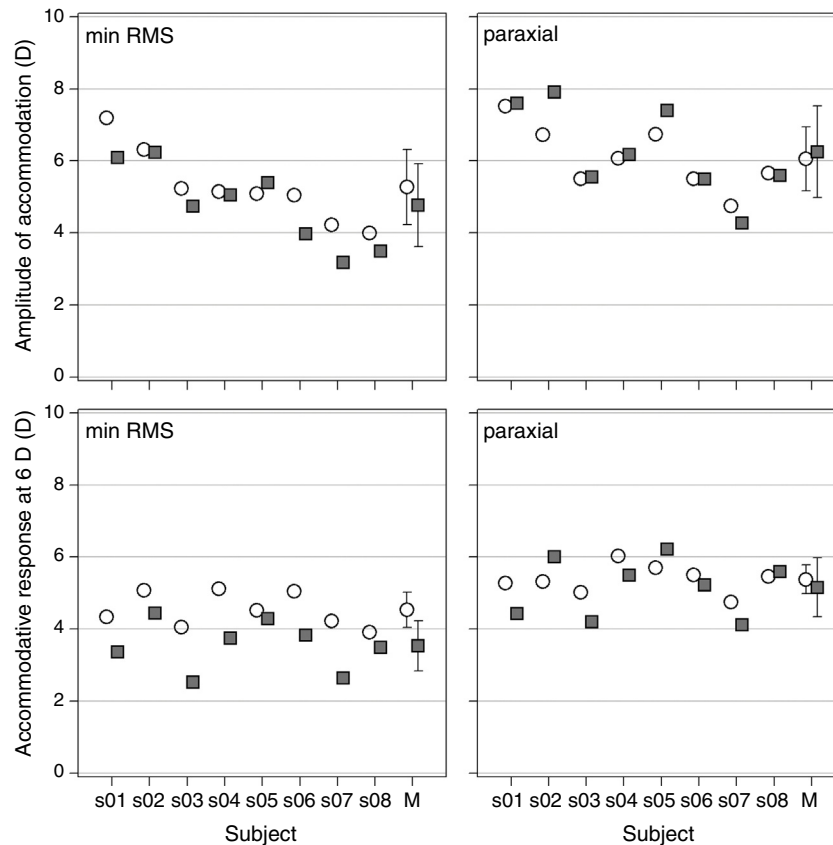 Amplitude of accommodation (D)
10
8
6
4
2
0
min RMS
paraxial
Accommodative response at 6 D (D)
10
8
6
4
2
0
min RMS
paraxial
s01 s02 s03 s04 s05 s06 s07 s08 M
s01 s02 s03 s04 s05 s06 s07 s08 M
Subject
Subject